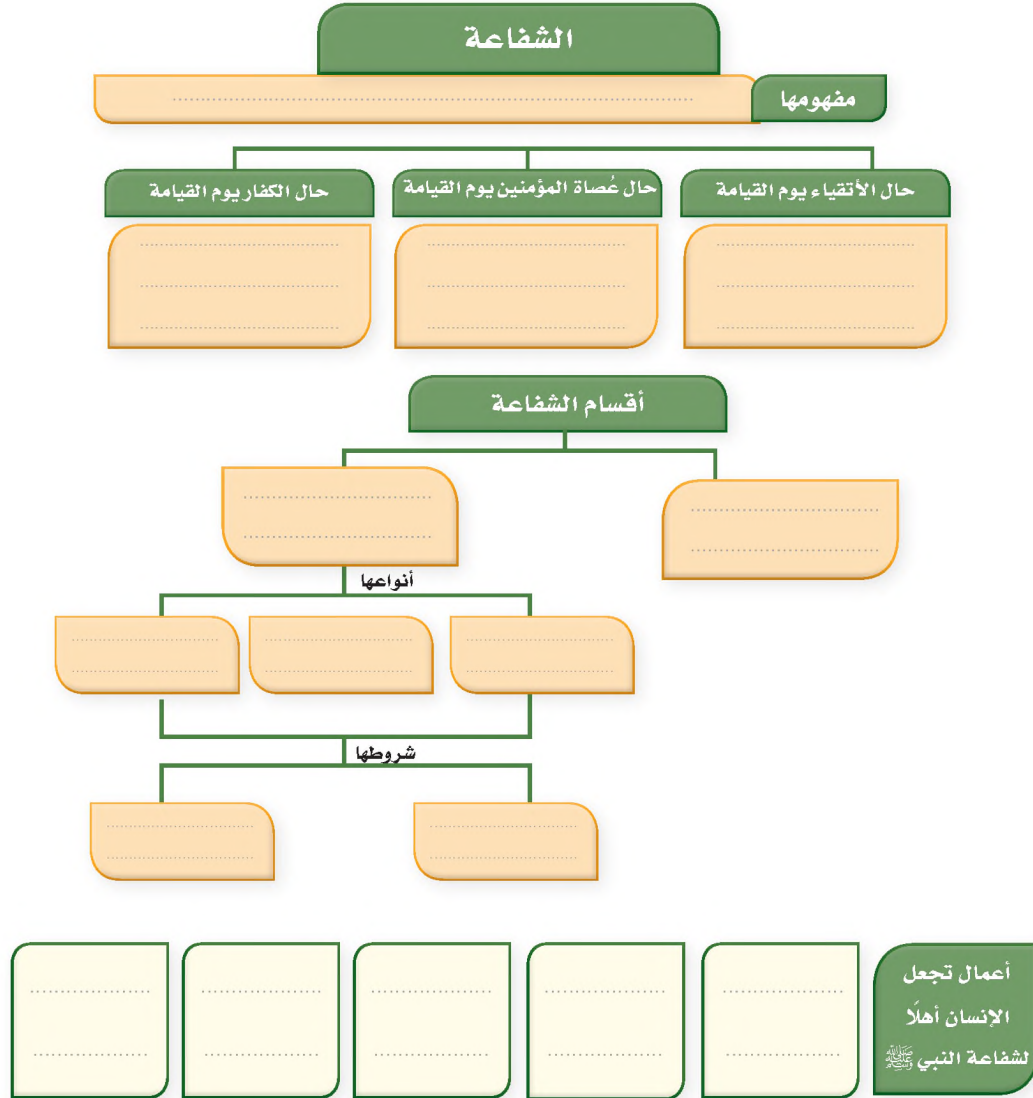 الشفاعة
مفهومها
حال الأتقياء يوم القيامة
حال عُصاة المؤمنين يوم القيامة
حال الكفار يوم القيامة
أقسام الشفاعة
أنواعها
شروطها
أعمال تجعل
الإنسان أهلًا
لشفاعة النبي ﷺ